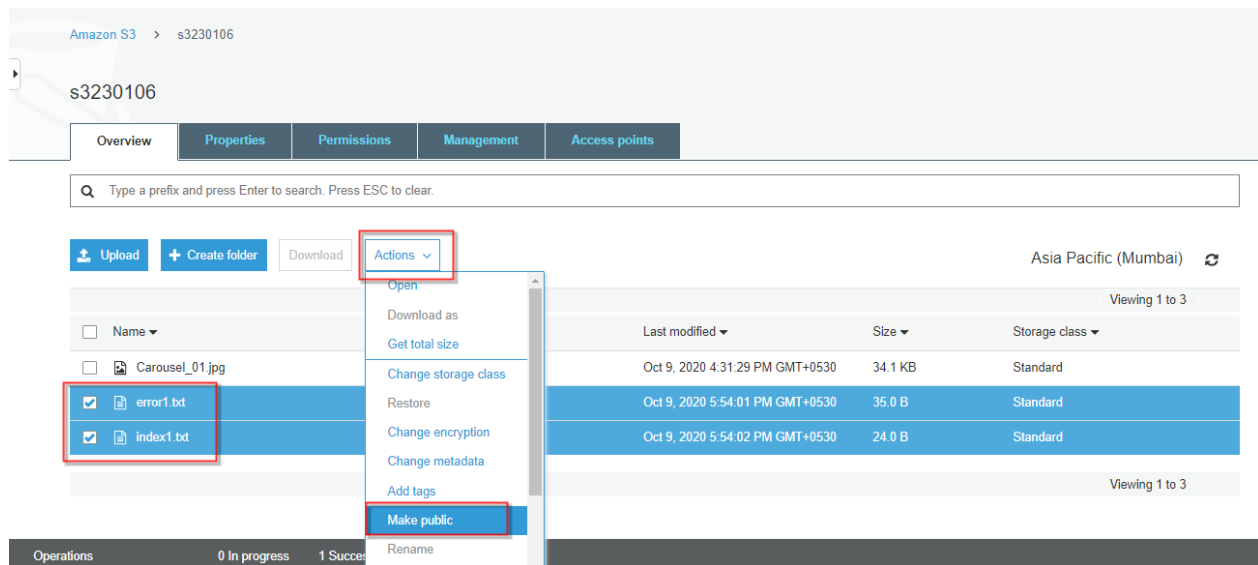 Amazon S3 > s3230106
s3230106
Overview Properties Permissions Management Access points
Type a prefix and press Enter to search. Press ESC to clear.
Upload + Create folder Download Actions Asia Pacific (Mumbai)
Open
Viewing 1 to 3
Download as
Name Last modified Size Storage class
Get total size
Carousel_01.jpg Oct 9, 2020 4:31:29 PM GMT+0530 34.1 KB Standard
Change storage class
error1.txt Oct 9, 2020 5:54:01 PM GMT+0530 35.0 B Standard
Restore
Change encryption
index1.txt Oct 9, 2020 5:54:02 PM GMT+0530 24.0 B Standard
Change metadata
Add tags
Viewing 1 to 3
Make public
Rename
Operations 0 In progress 1